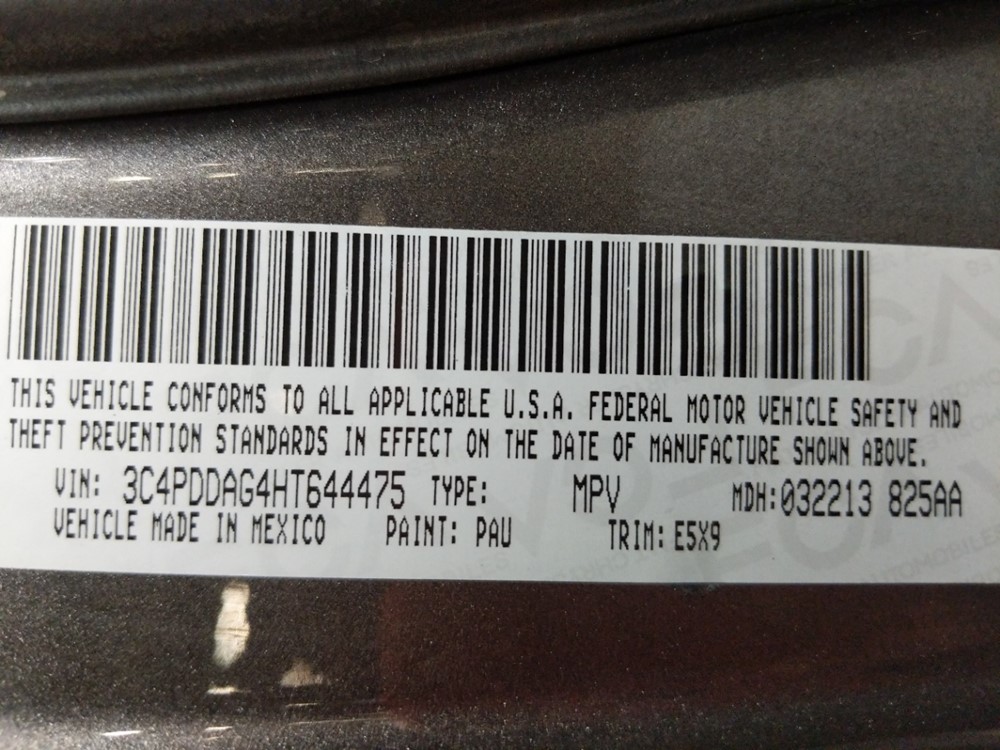 THIS VEHICLE CONFORMS TO ALL APPLICABLE U.S.A. FEDERAL MOTOR VEHICLE SAFETY AND
THEFT PREVENTION STANDARDS IN EFFECT ON THE DATE OF MANUFACTURE SHOWN ABOVE.
VIN: 3C4PDDAG4HT644475 TYPE: MPV MDH:032213 825AA
VEHICLE MADE IN MEXICO PAINT: PAU TRIM: E5X9